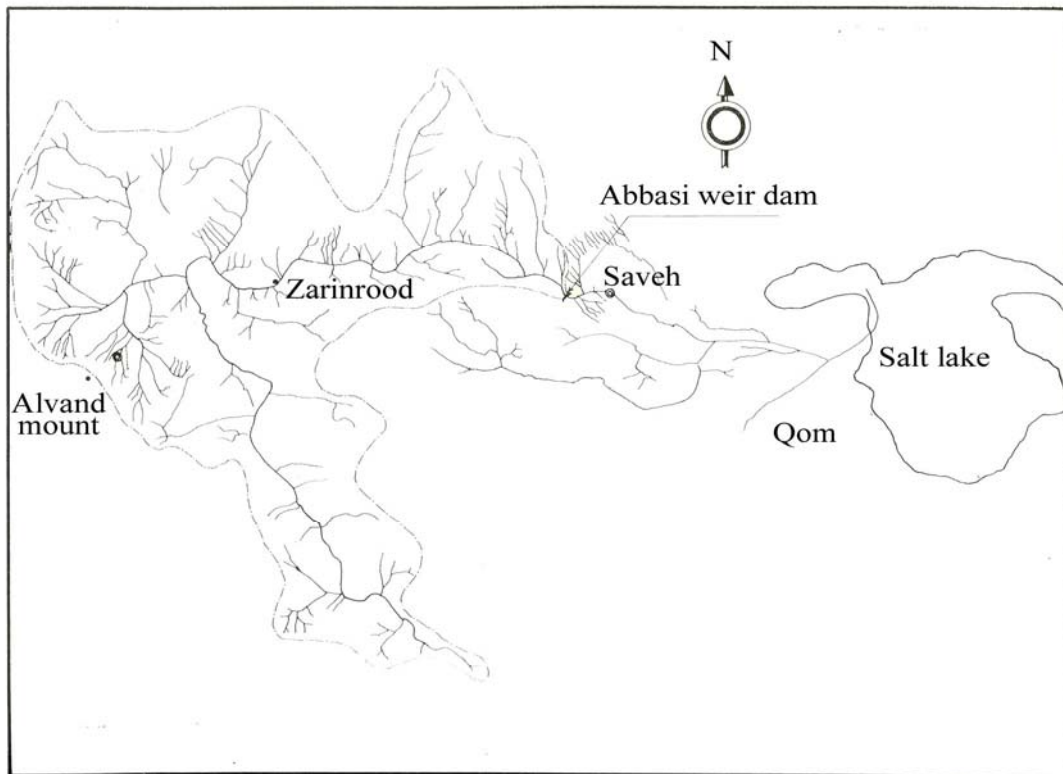 N
Abbasi weir dam
Saveh
Zarinrood
Salt lake
Alvand
mount
Qom